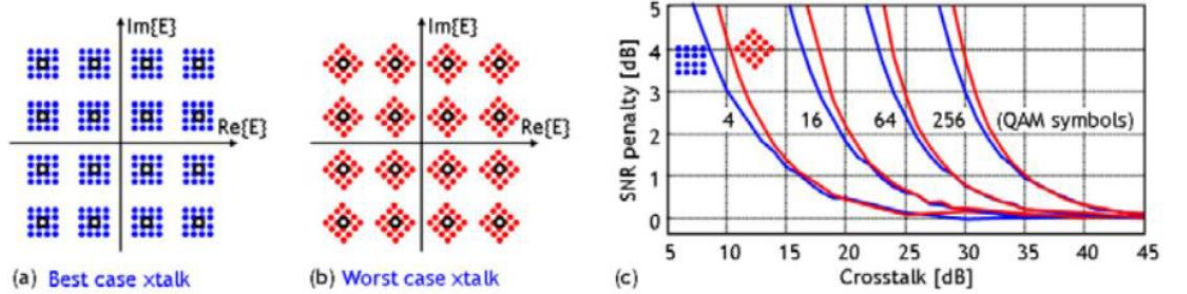 Im{E}
Re{E}
(a) Best case xtalk
Im{E}
Re{E}
(b) Worst case xtalk
SNR penalty [dB]
5
4
3
2
1
0
4 16 64 256 (QAM symbols)
5 10 15 20 25 30 35 40 45
(c) Crosstalk [dB]